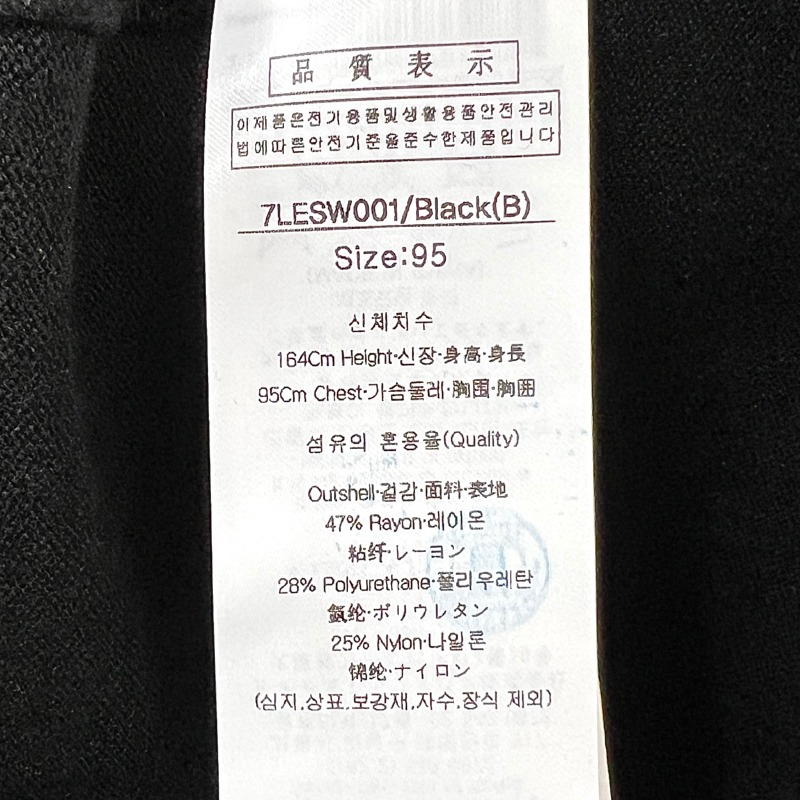 品質表示
이제품은전기용품및생활용품안전관리
법에따른안전기준을준수한제품입니다
7LESW001/Black(B)
Size:95
신체치수
164Cm Height·신장·身高·身長
95Cm Chest·가슴둘레·胸围·胸囲
섬유의 혼용율(Quality)
Outshell·겉감·面料·表地
47% Rayon·레이온
粘纤·レーヨン
28% Polyurethane·폴리우레탄
氨纶·ポリウレタン
25% Nylon·나일론
锦纶·ナイロン
(심지.상표.보강재.자수.장식 제외)